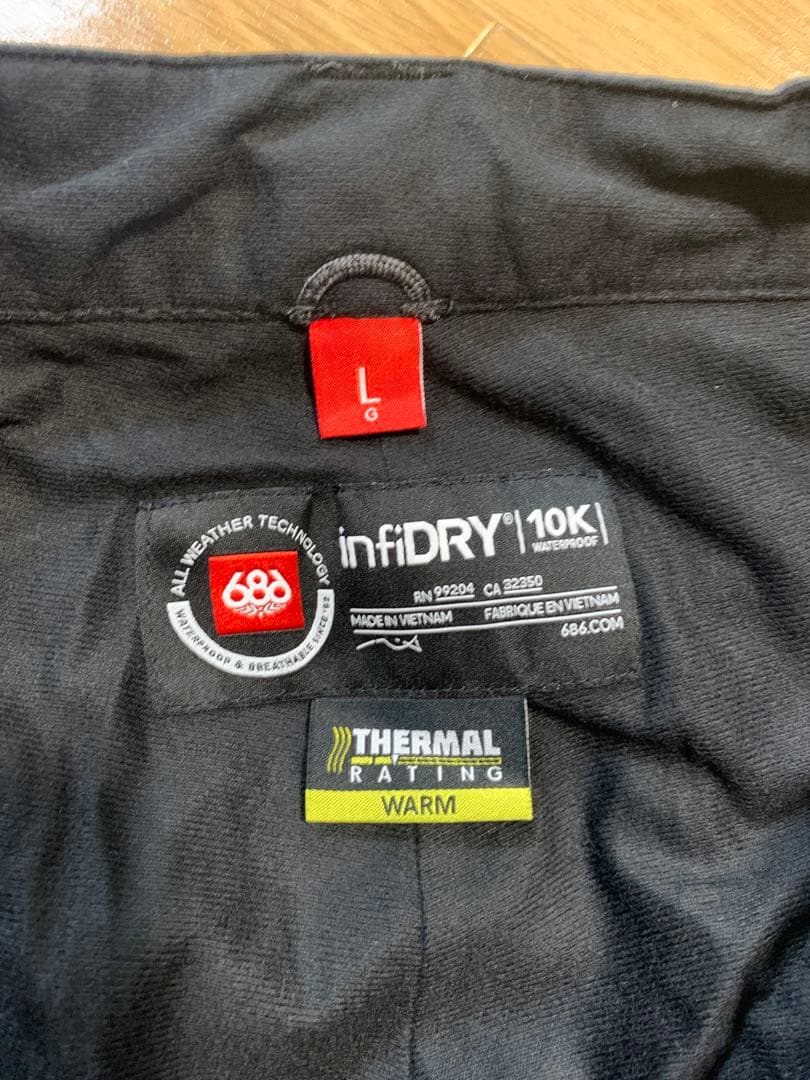 L
G
ALL WEATHER TECHNOLOGY
686
WATERPROOF & BREATHABLE SINCE '92
infiDRY® | 10K |
WATERPROOF
RN 99204 CA 32350
MADE IN VIETNAM FABRIQUE EN VIETNAM
686.COM
THERMAL
RATING
WARM